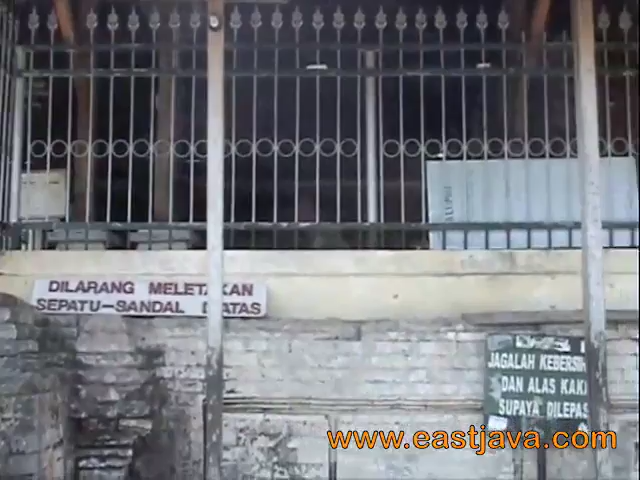 DILARANG MELETAKAN
SEPATU-SANDAL DIATAS
JAGALAH KEBERSIH
DAN ALAS KAKI
SUPAYA DILEPAS
www.eastjava.com